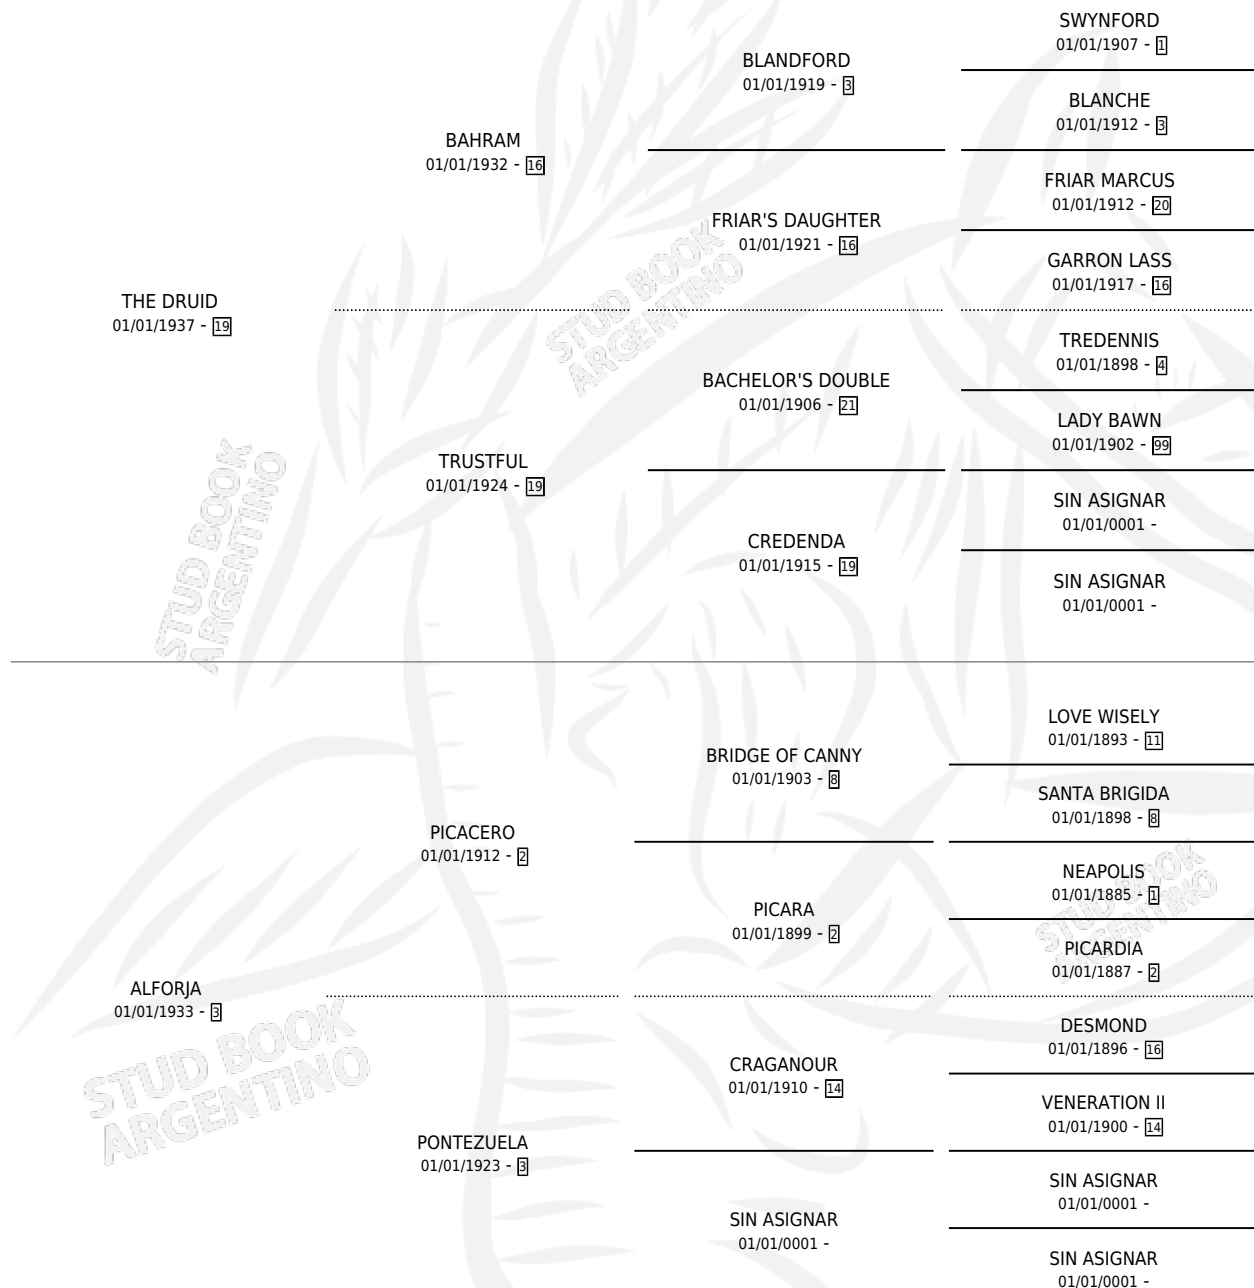 SWYNFORD
01/01/1907 - 1
BLANDFORD
01/01/1919 - 3
BLANCHE
01/01/1912 - 3
BAHRAM
01/01/1932 - 16
FRIAR MARCUS
01/01/1912 - 20
FRIAR'S DAUGHTER
01/01/1921 - 16
GARRON LASS
01/01/1917 - 16
THE DRUID
01/01/1937 - 19
TREDENNIS
01/01/1898 - 4
BACHELOR'S DOUBLE
01/01/1906 - 21
LADY BAWN
01/01/1902 - 99
TRUSTFUL
01/01/1924 - 19
SIN ASIGNAR
01/01/0001 -
CREDENDA
01/01/1915 - 19
SIN ASIGNAR
01/01/0001 -
LOVE WISELY
01/01/1893 - 11
BRIDGE OF CANNY
01/01/1903 - 8
SANTA BRIGIDA
01/01/1898 - 8
PICACERO
01/01/1912 - 2
NEAPOLIS
01/01/1885 - 1
PICARA
01/01/1899 - 2
PICARDIA
01/01/1887 - 2
ALFORJA
01/01/1933 - 3
DESMOND
01/01/1896 - 16
CRAGANOUR
01/01/1910 - 14
VENERATION II
01/01/1900 - 14
PONTEZUELA
01/01/1923 - 3
SIN ASIGNAR
01/01/0001 -
SIN ASIGNAR
01/01/0001 -
SIN ASIGNAR
01/01/0001 -
STUD BOOK
ARGENTINO
STUD BOOK
ARGENTINO
STUD BOOK
ARGENTINO
STUD BOOK
ARGENTINO